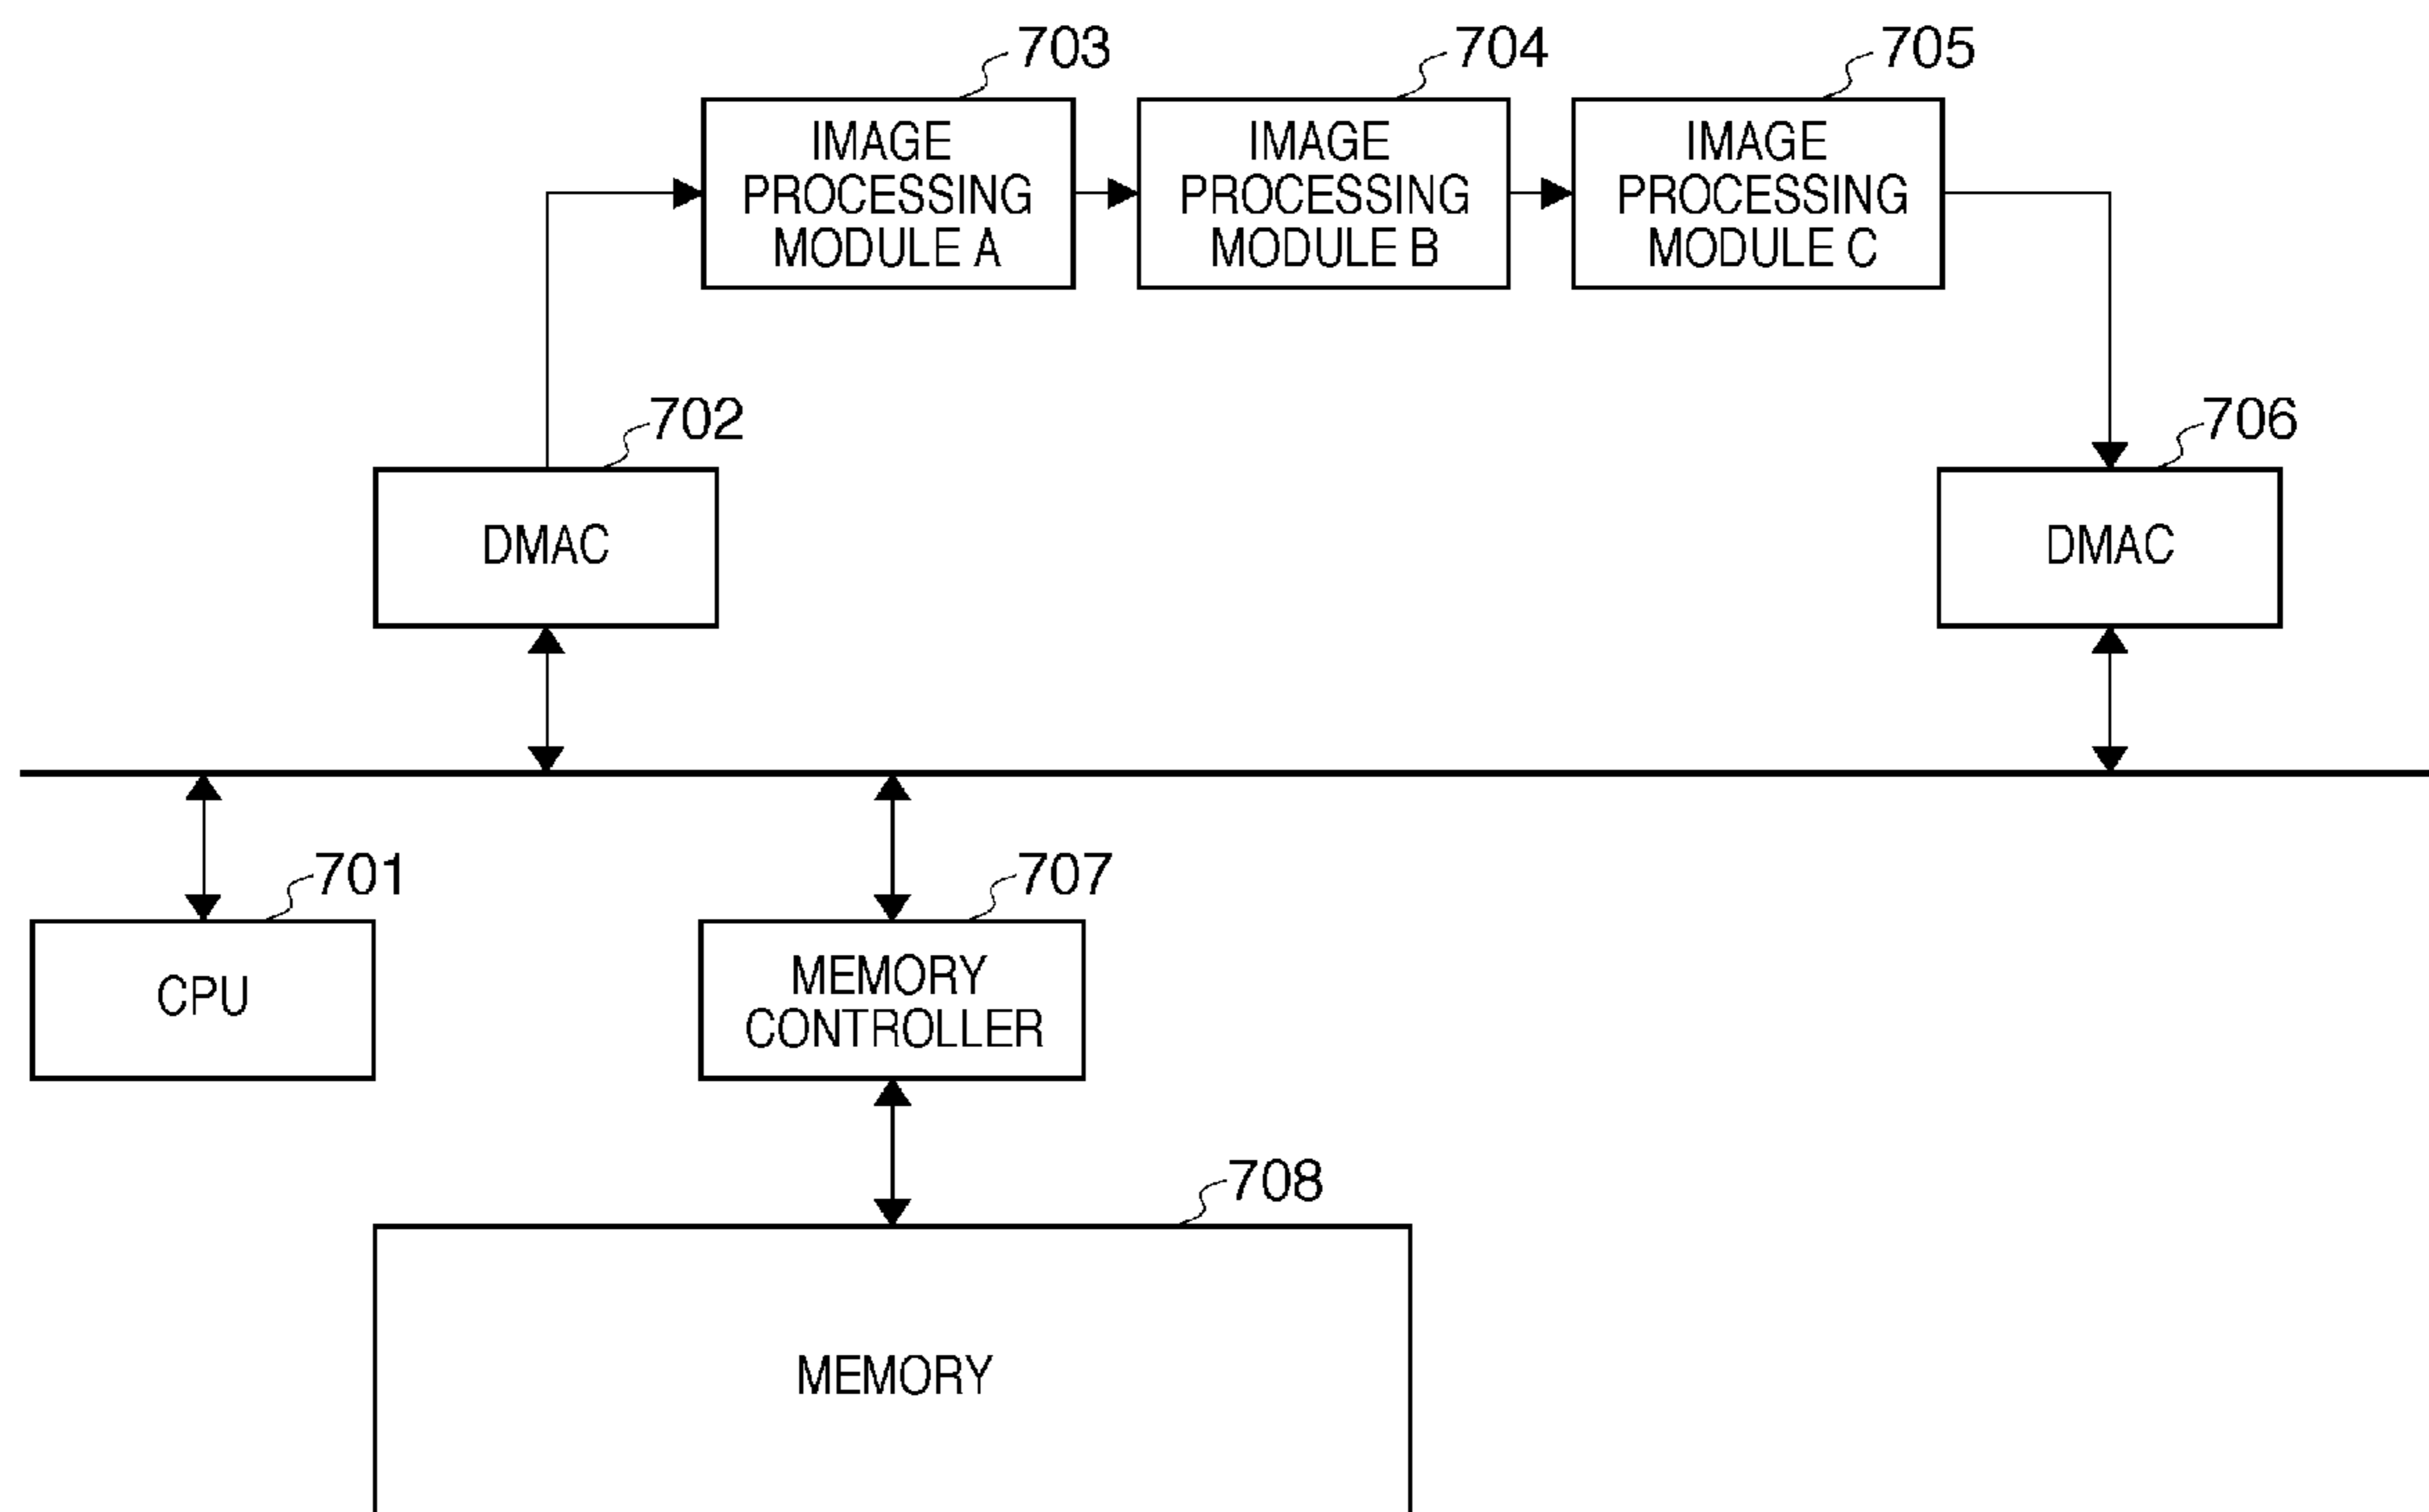 703
704
705
IMAGE
PROCESSING
MODULE A
IMAGE
PROCESSING
MODULE B
IMAGE
PROCESSING
MODULE C
702
706
DMAC
DMAC
701
707
CPU
MEMORY
CONTROLLER
708
MEMORY